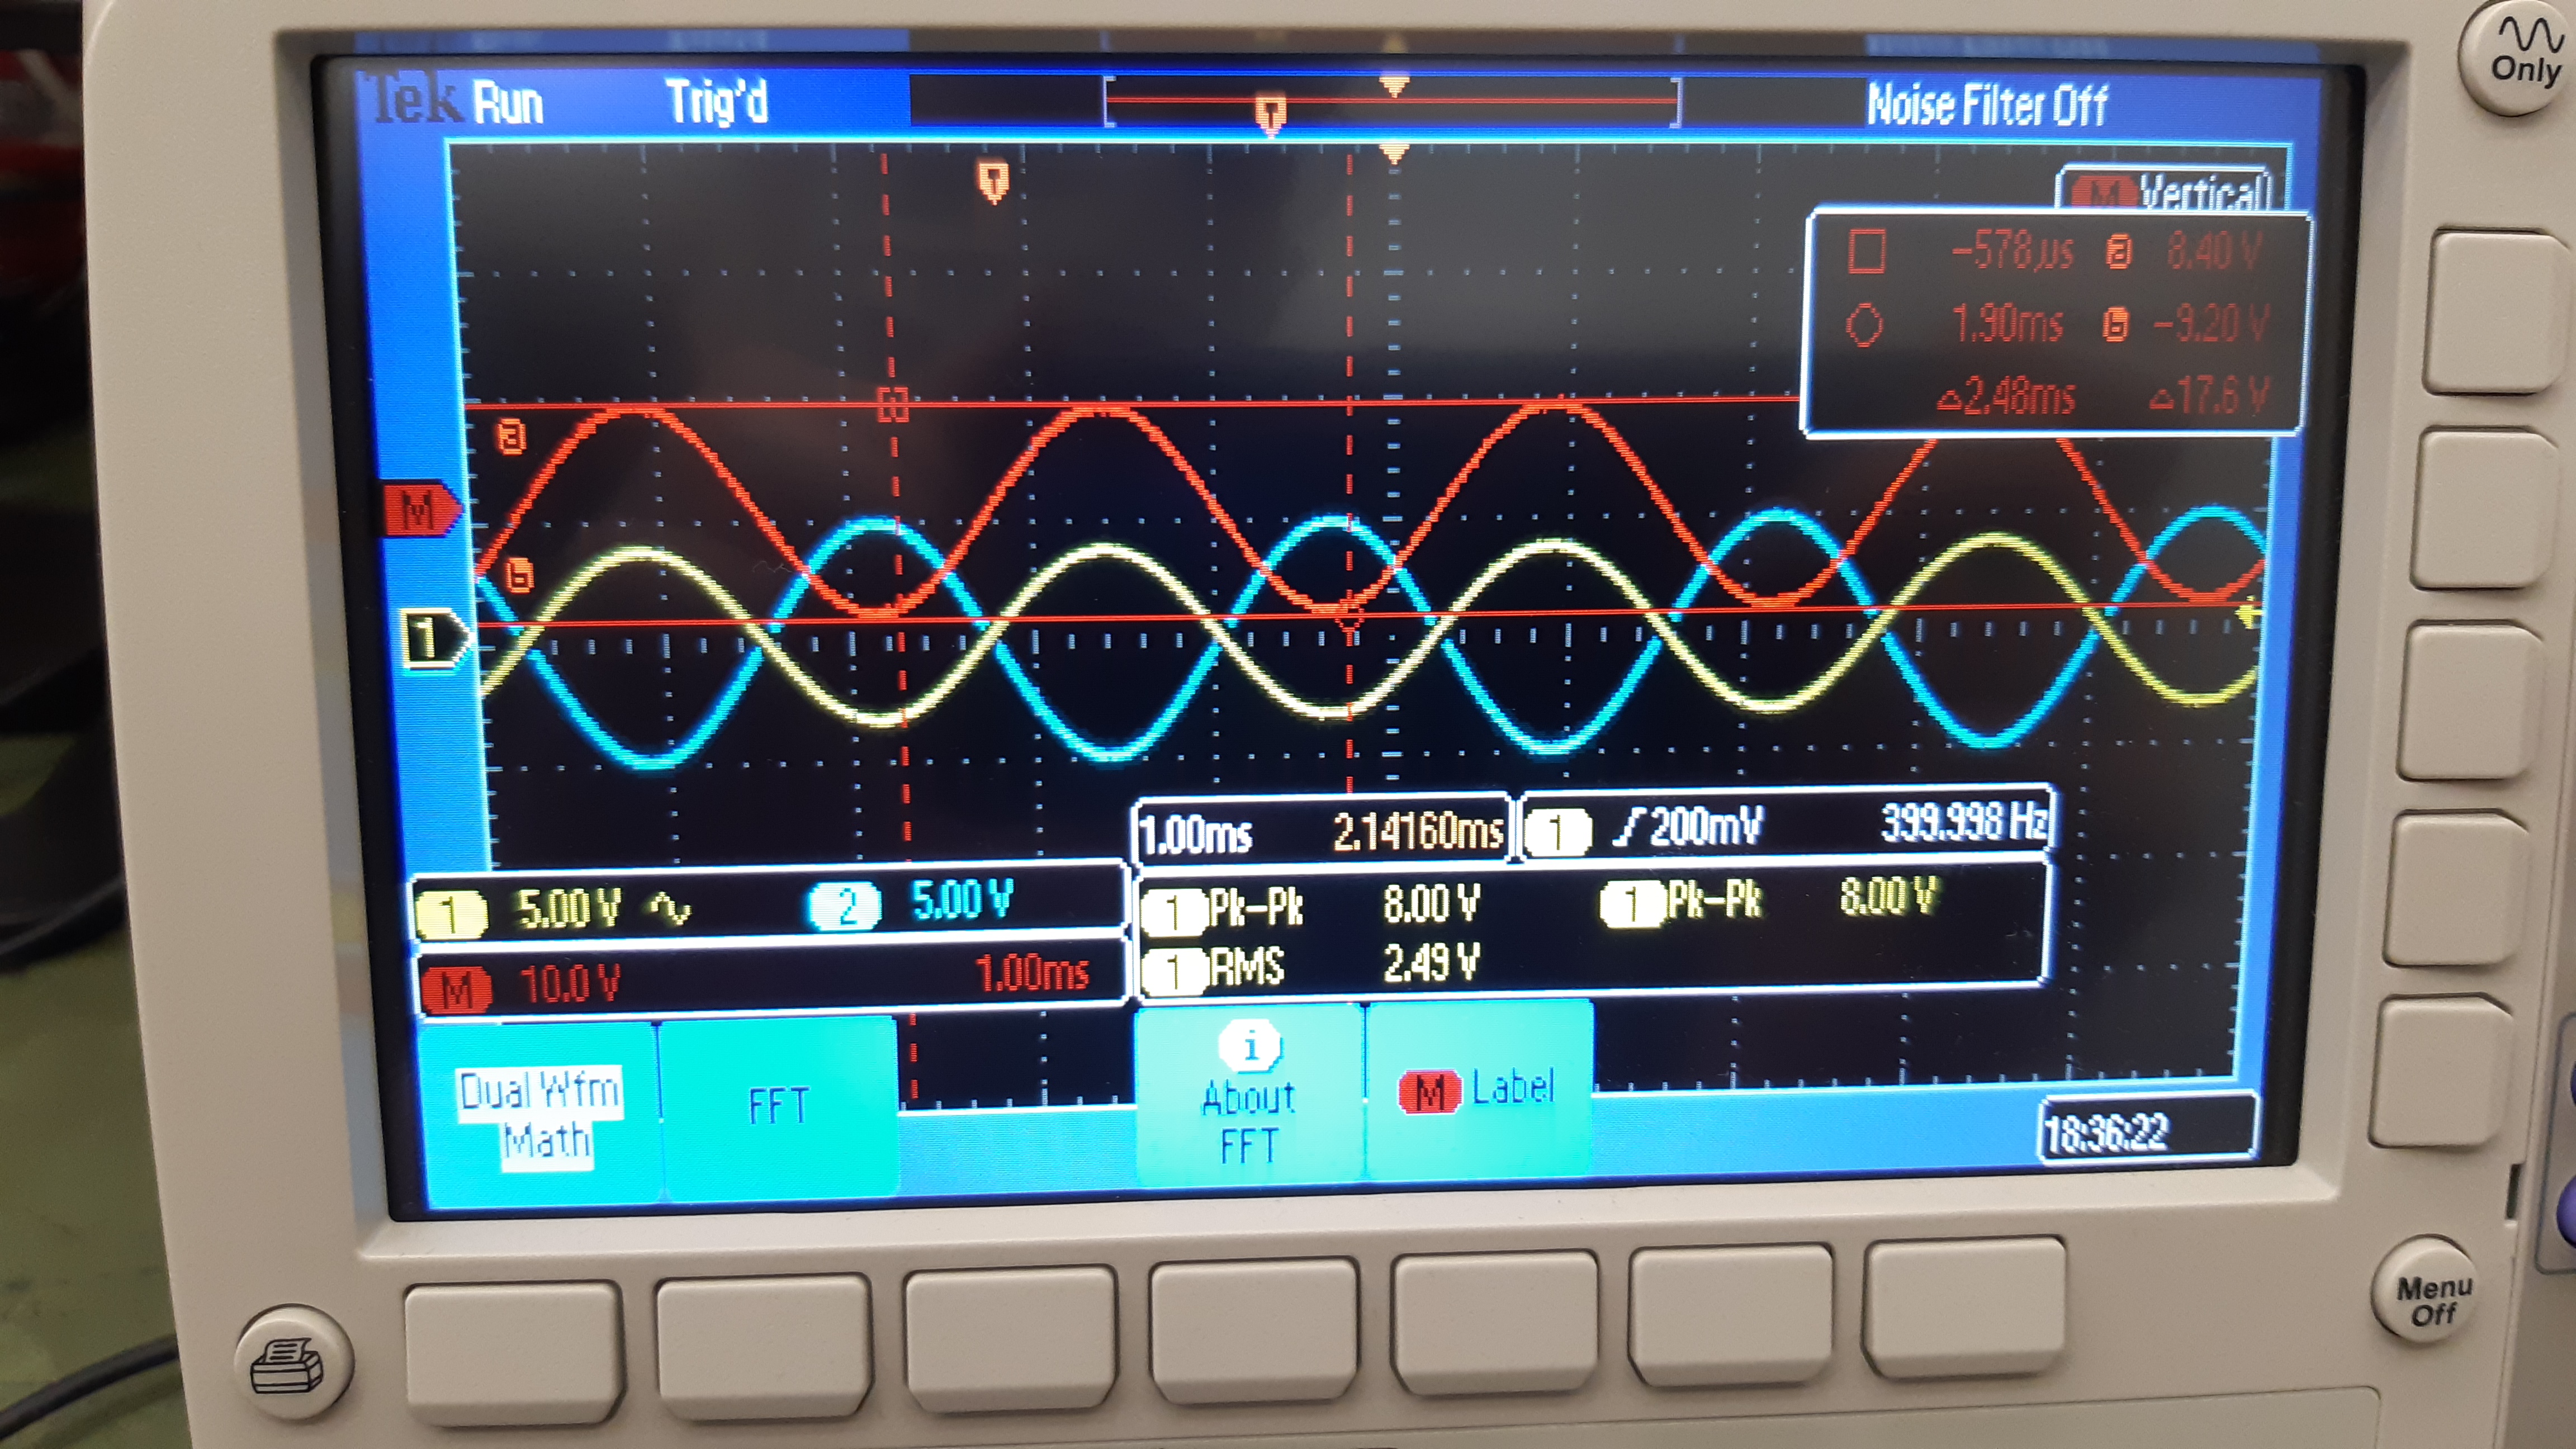 Only
Tek Run Trig'd Noise Filter Off
T
T
M Vertical
-578µs a 8.40 V
1.90ms b -9.20 V
△2.48ms △17.6 V
a
M
b
1
1.00ms 2.14160ms 1 200mV 399.998 Hz
1 5.00 V 2 5.00 V
1 Pk-Pk 8.00 V 1 Pk-Pk 8.00 V
M 10.0 V 1.00ms
1 RMS 2.49 V
Dual Wfm
Math
FFT
i
About
FFT
M Label
18:36:22
Menu
Off